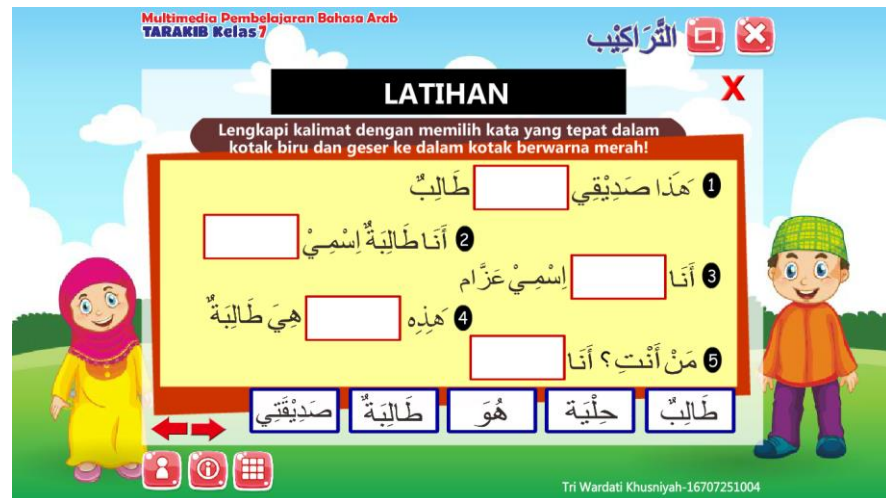 Multimedia Pembelajaran Bahasa Arab
TARAKIB Kelas 7
التَّرَاكِيْب
LATIHAN
X
Lengkapi kalimat dengan memilih kata yang tepat dalam
kotak biru dan geser ke dalam kotak berwarna merah!
1 هَذا صَدِيْقِي طَالِبٌ
2 أَنَا طَالِبَةٌ اِسْمِيْ
3 أَنَا اِسْمِيْ عَزَّام
4 هَذِهِ هِيَ طَالِبَةٌ
5 مَنْ أَنْتِ؟ أَنَا
طَالِبٌ حِلْيَة هُوَ طَالِبَةٌ صَدِيْقَتِي
Tri Wardati Khusniyah-16707251004